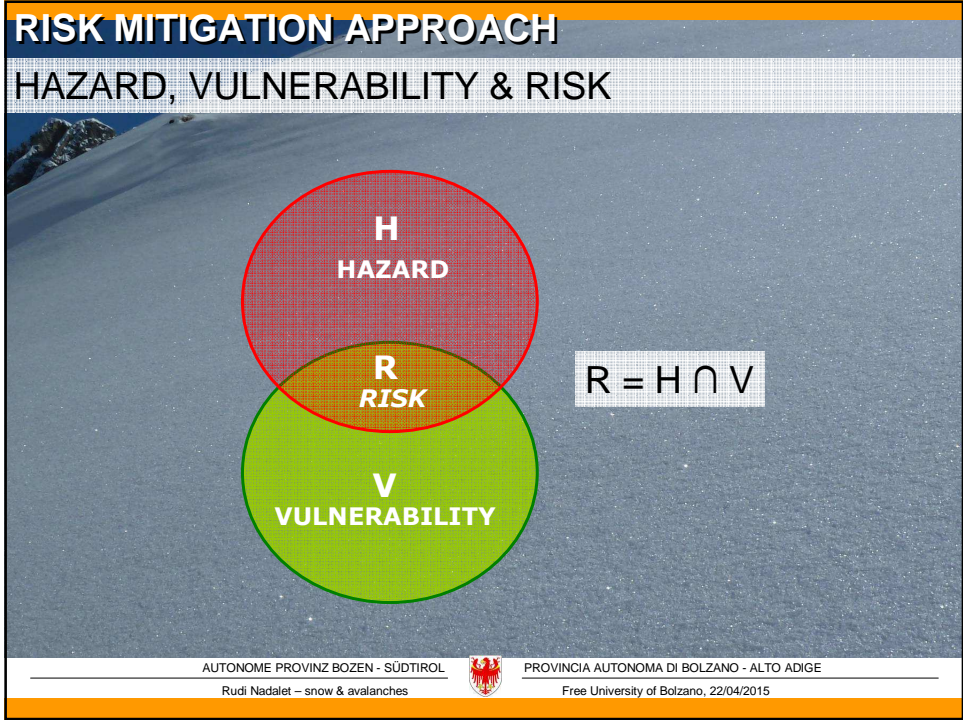 RISK MITIGATION APPROACH
HAZARD, VULNERABILITY & RISK
H
HAZARD
R
RISK
R = H ∩ V
V
VULNERABILITY
AUTONOME PROVINZ BOZEN - SÜDTIROL
PROVINCIA AUTONOMA DI BOLZANO - ALTO ADIGE
Rudi Nadalet – snow & avalanches
Free University of Bolzano, 22/04/2015